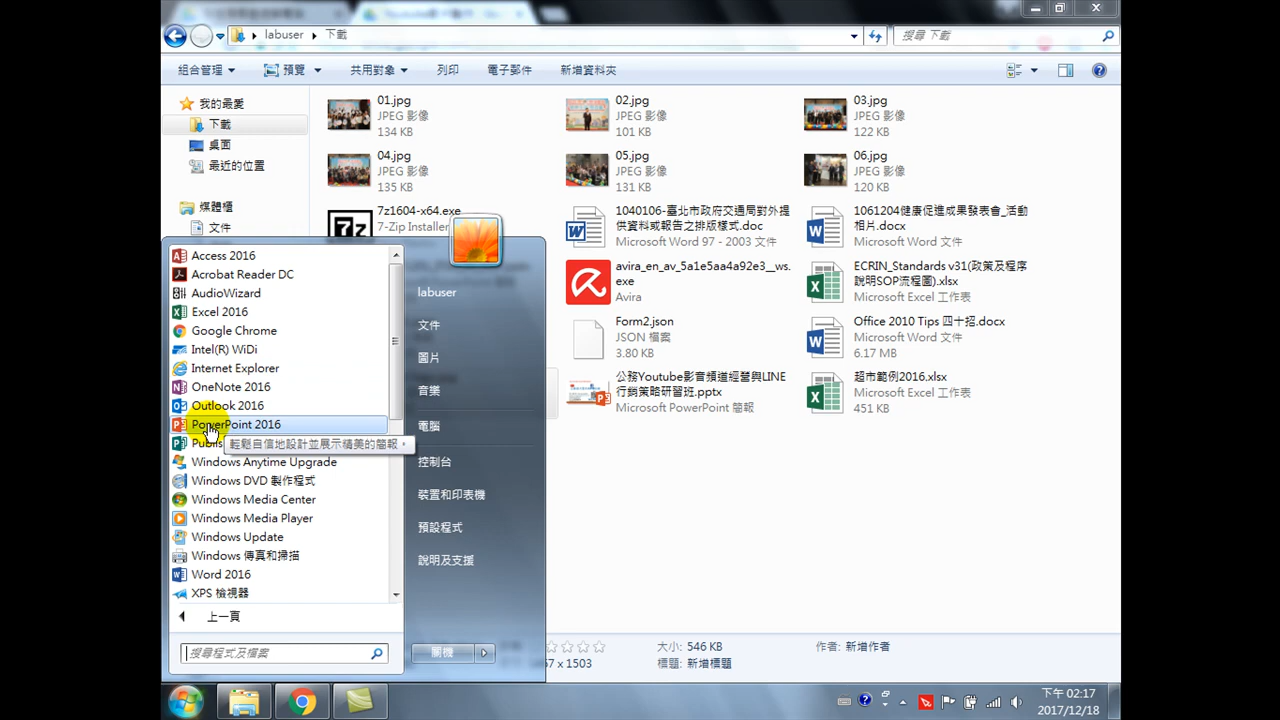 labuser ▸ 下載
搜尋 下載
組合管理
預覽
共用對象
列印
電子郵件
新增資料夾
我的最愛
下載
桌面
最近的位置
媒體櫃
文件
01.jpg
JPEG 影像
134 KB
02.jpg
JPEG 影像
101 KB
03.jpg
JPEG 影像
122 KB
04.jpg
JPEG 影像
135 KB
05.jpg
JPEG 影像
131 KB
06.jpg
JPEG 影像
120 KB
7z1604-x64.exe
7-Zip Installer
1040106-臺北市政府交通局對外提
供資料或報告之排版樣式.doc
Microsoft Word 97 - 2003 文件
1061204健康促進成果發表會_活動
相片.docx
Microsoft Word 文件
avira_en_av_5a1e5aa4a92e3__ws.
exe
Avira
ECRIN_Standards v31(政策及程序
說明SOP流程圖).xlsx
Microsoft Excel 工作表
Form2.json
JSON 檔案
3.80 KB
Office 2010 Tips 四十招.docx
Microsoft Word 文件
6.17 MB
公務Youtube影音頻道經營與LINE
行銷策略研習班.pptx
Microsoft PowerPoint 簡報
超市範例2016.xlsx
Microsoft Excel 工作表
451 KB
Access 2016
Acrobat Reader DC
AudioWizard
Excel 2016
Google Chrome
Intel(R) WiDi
Internet Explorer
OneNote 2016
Outlook 2016
PowerPoint 2016
Publis
輕鬆自信地設計並展示精美的簡報。
Windows Anytime Upgrade
Windows DVD 製作程式
Windows Media Center
Windows Media Player
Windows Update
Windows 傳真和掃描
Word 2016
XPS 檢視器
上一頁
搜尋程式及檔案
labuser
文件
圖片
音樂
電腦
控制台
裝置和印表機
預設程式
說明及支援
關機
大小: 546 KB
作者: 新增作者
x 1503
標題: 新增標題
下午 02:17
2017/12/18